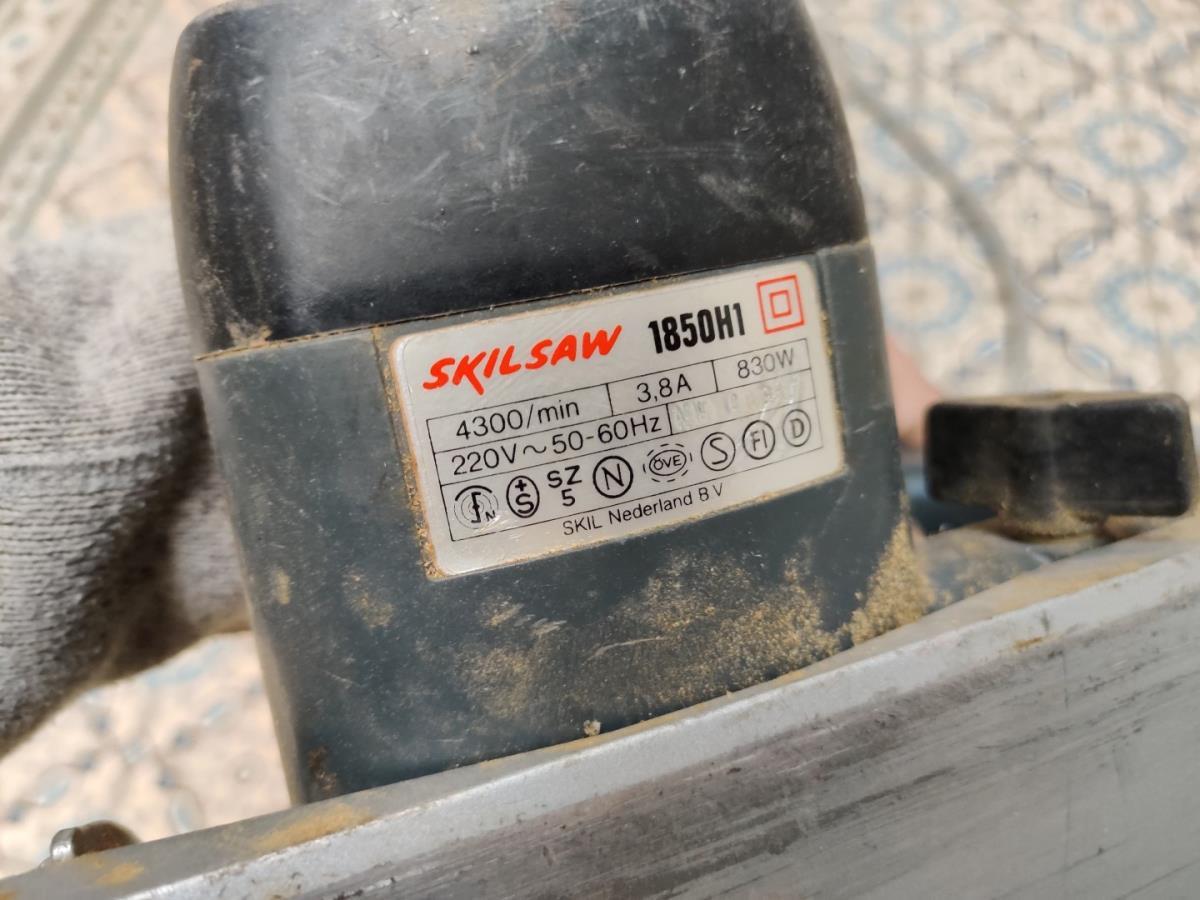 SKILSAW 1850H1
4300/min 3,8A 830W
220V~50-60Hz
S N +S SZ 5 N ÖVE S FI D
SKIL Nederland B V